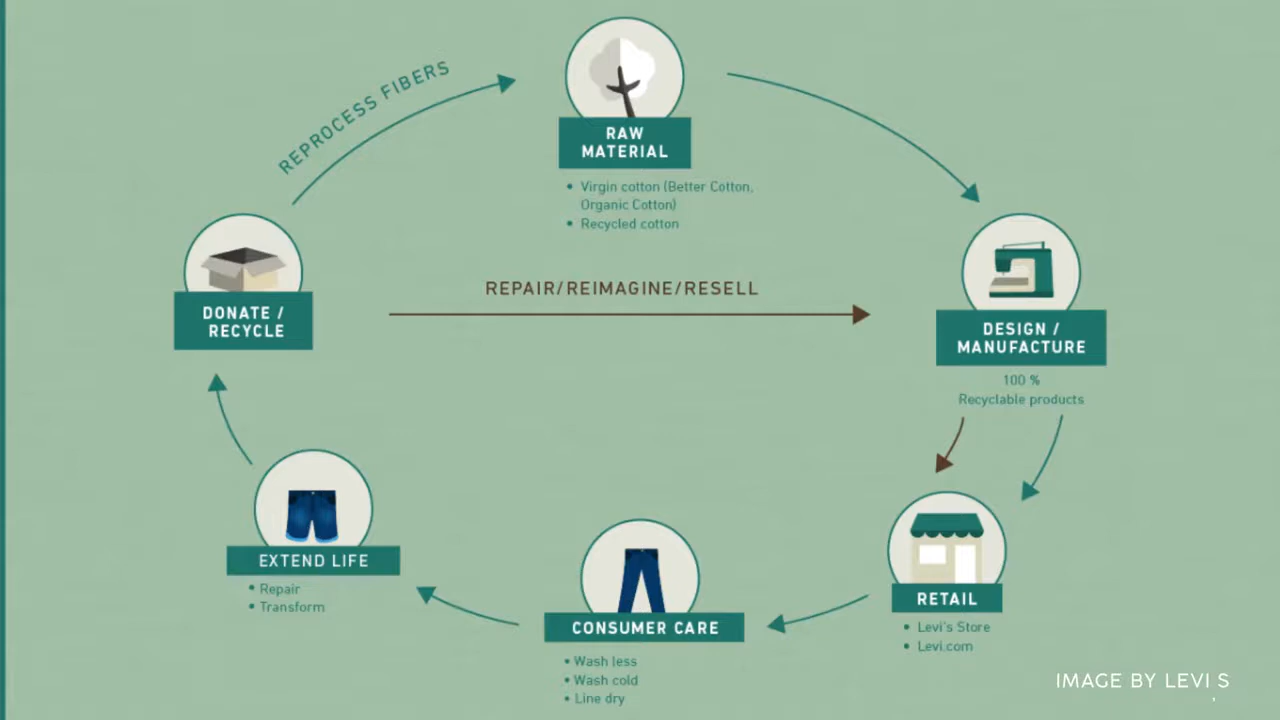 REPROCESS FIBERS
RAW
MATERIAL
• Virgin cotton (Better Cotton,
Organic Cotton)
• Recycled cotton
DONATE /
RECYCLE
REPAIR/REIMAGINE/RESELL
DESIGN /
MANUFACTURE
100 %
Recyclable products
EXTEND LIFE
• Repair
• Transform
CONSUMER CARE
• Wash less
• Wash cold
• Line dry
RETAIL
• Levi's Store
• Levi.com
IMAGE BY LEVI S